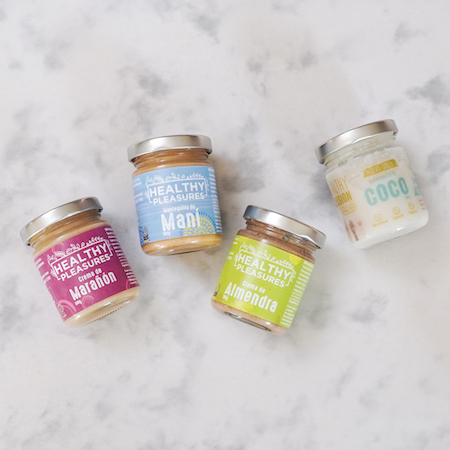 HEALTHY
PLEASURES
Crema de
Marañón
HEALTHY
PLEASURES
Mantequilla de
Maní
HEALTHY
PLEASURES
Crema de
Almendra
COCO